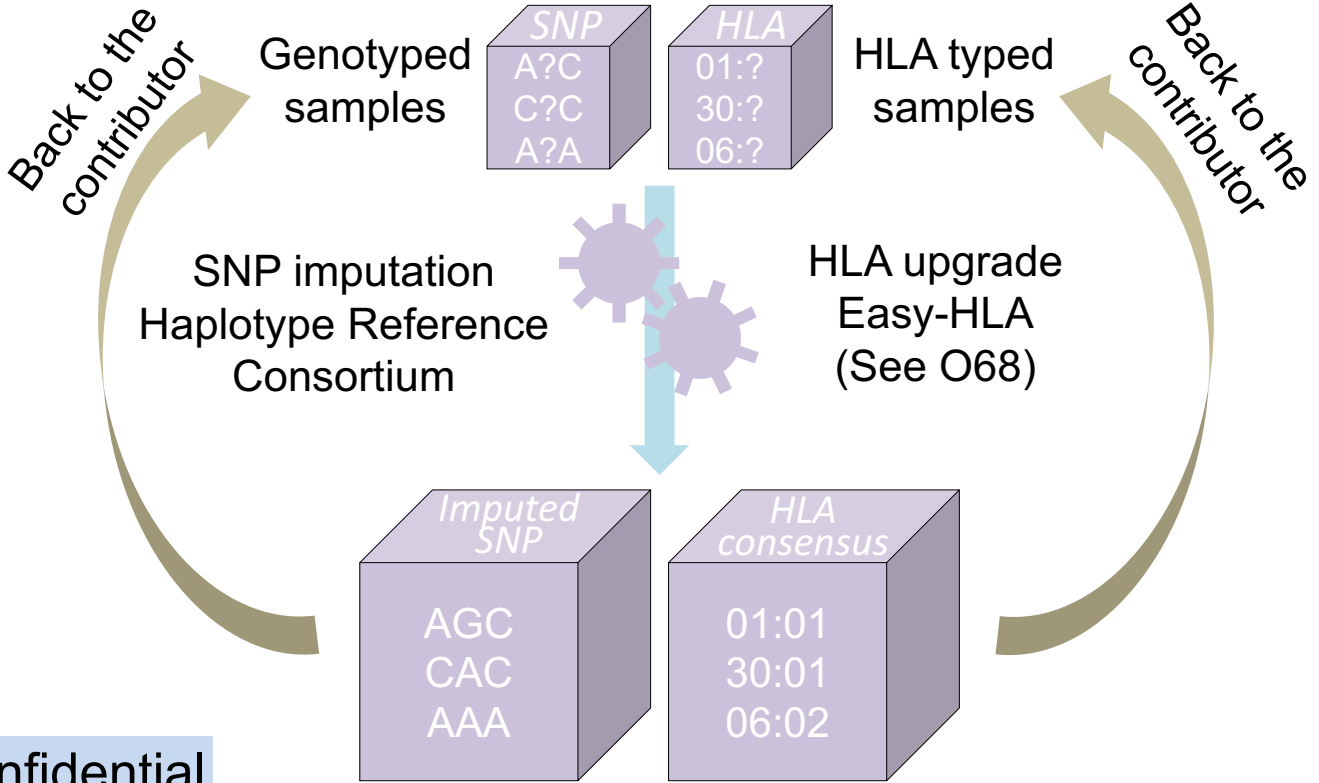 Back to the
contributor
Genotyped
samples
SNP
A?C
C?C
A?A
HLA
01:?
30:?
06:?
HLA typed
samples
Back to the
contributor
SNP imputation
Haplotype Reference
Consortium
HLA upgrade
Easy-HLA
(See O68)
Imputed
SNP
AGC
CAC
AAA
HLA
consensus
01:01
30:01
06:02
nfidential